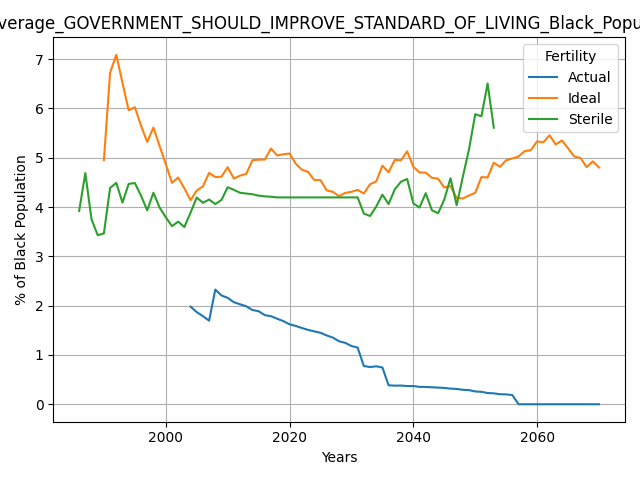 verage_GOVERNMENT_SHOULD_IMPROVE_STANDARD_OF_LIVING_Black_Popu
Fertility
Actual
Ideal
Sterile
% of Black Population
7
6
5
4
3
2
1
0
2000 2020 2040 2060
Years